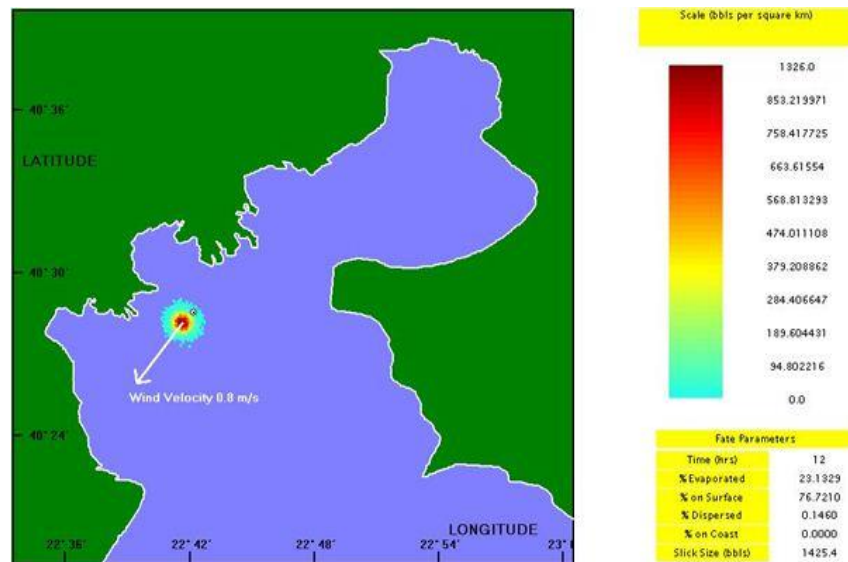 Scale (bbls per square km)
1326.0
853.219971
758.417725
663.61554
568.813293
474.011108
379.208862
284.406647
189.604431
94.802216
0.0
40° 36'
LATITUDE
40° 30'
Wind Velocity 0.8 m/s
40° 24'
LONGITUDE
22° 36' 22° 42' 22° 48' 22° 54'
Fate Parameters
Time (hrs) 12
% Evaporated 23.1329
% on Surface 76.7210
% Dispersed 0.1460
% on Coast 0.0000
Slick Size (bbls) 1425.4